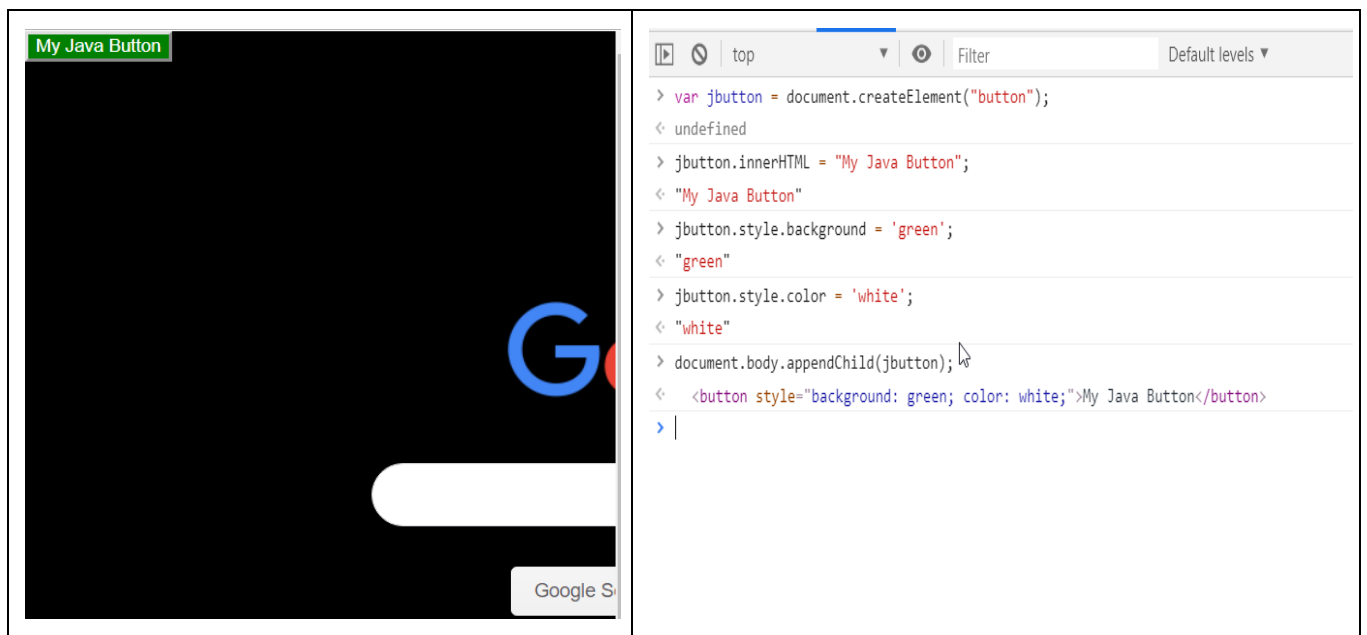 My Java Button
G
Google S
top
Filter
Default levels ▼
> var jbutton = document.createElement("button");
undefined
> jbutton.innerHTML = "My Java Button";
"My Java Button"
> jbutton.style.background = 'green';
"green"
> jbutton.style.color = 'white';
"white"
> document.body.appendChild(jbutton);
<button style="background: green; color: white;">My Java Button</button>
>